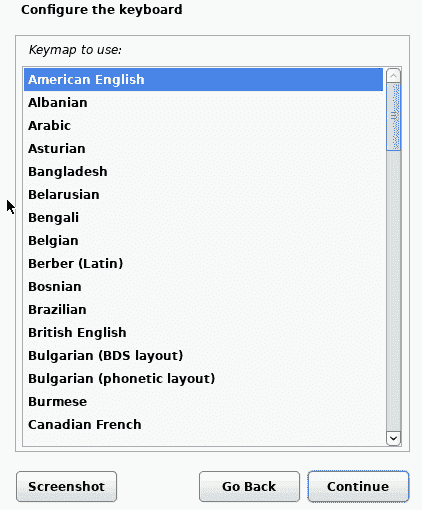 Configure the keyboard
Keymap to use:
American English
Albanian
Arabic
Asturian
Bangladesh
Belarusian
Bengali
Belgian
Berber (Latin)
Bosnian
Brazilian
British English
Bulgarian (BDS layout)
Bulgarian (phonetic layout)
Burmese
Canadian French
Screenshot Go Back Continue